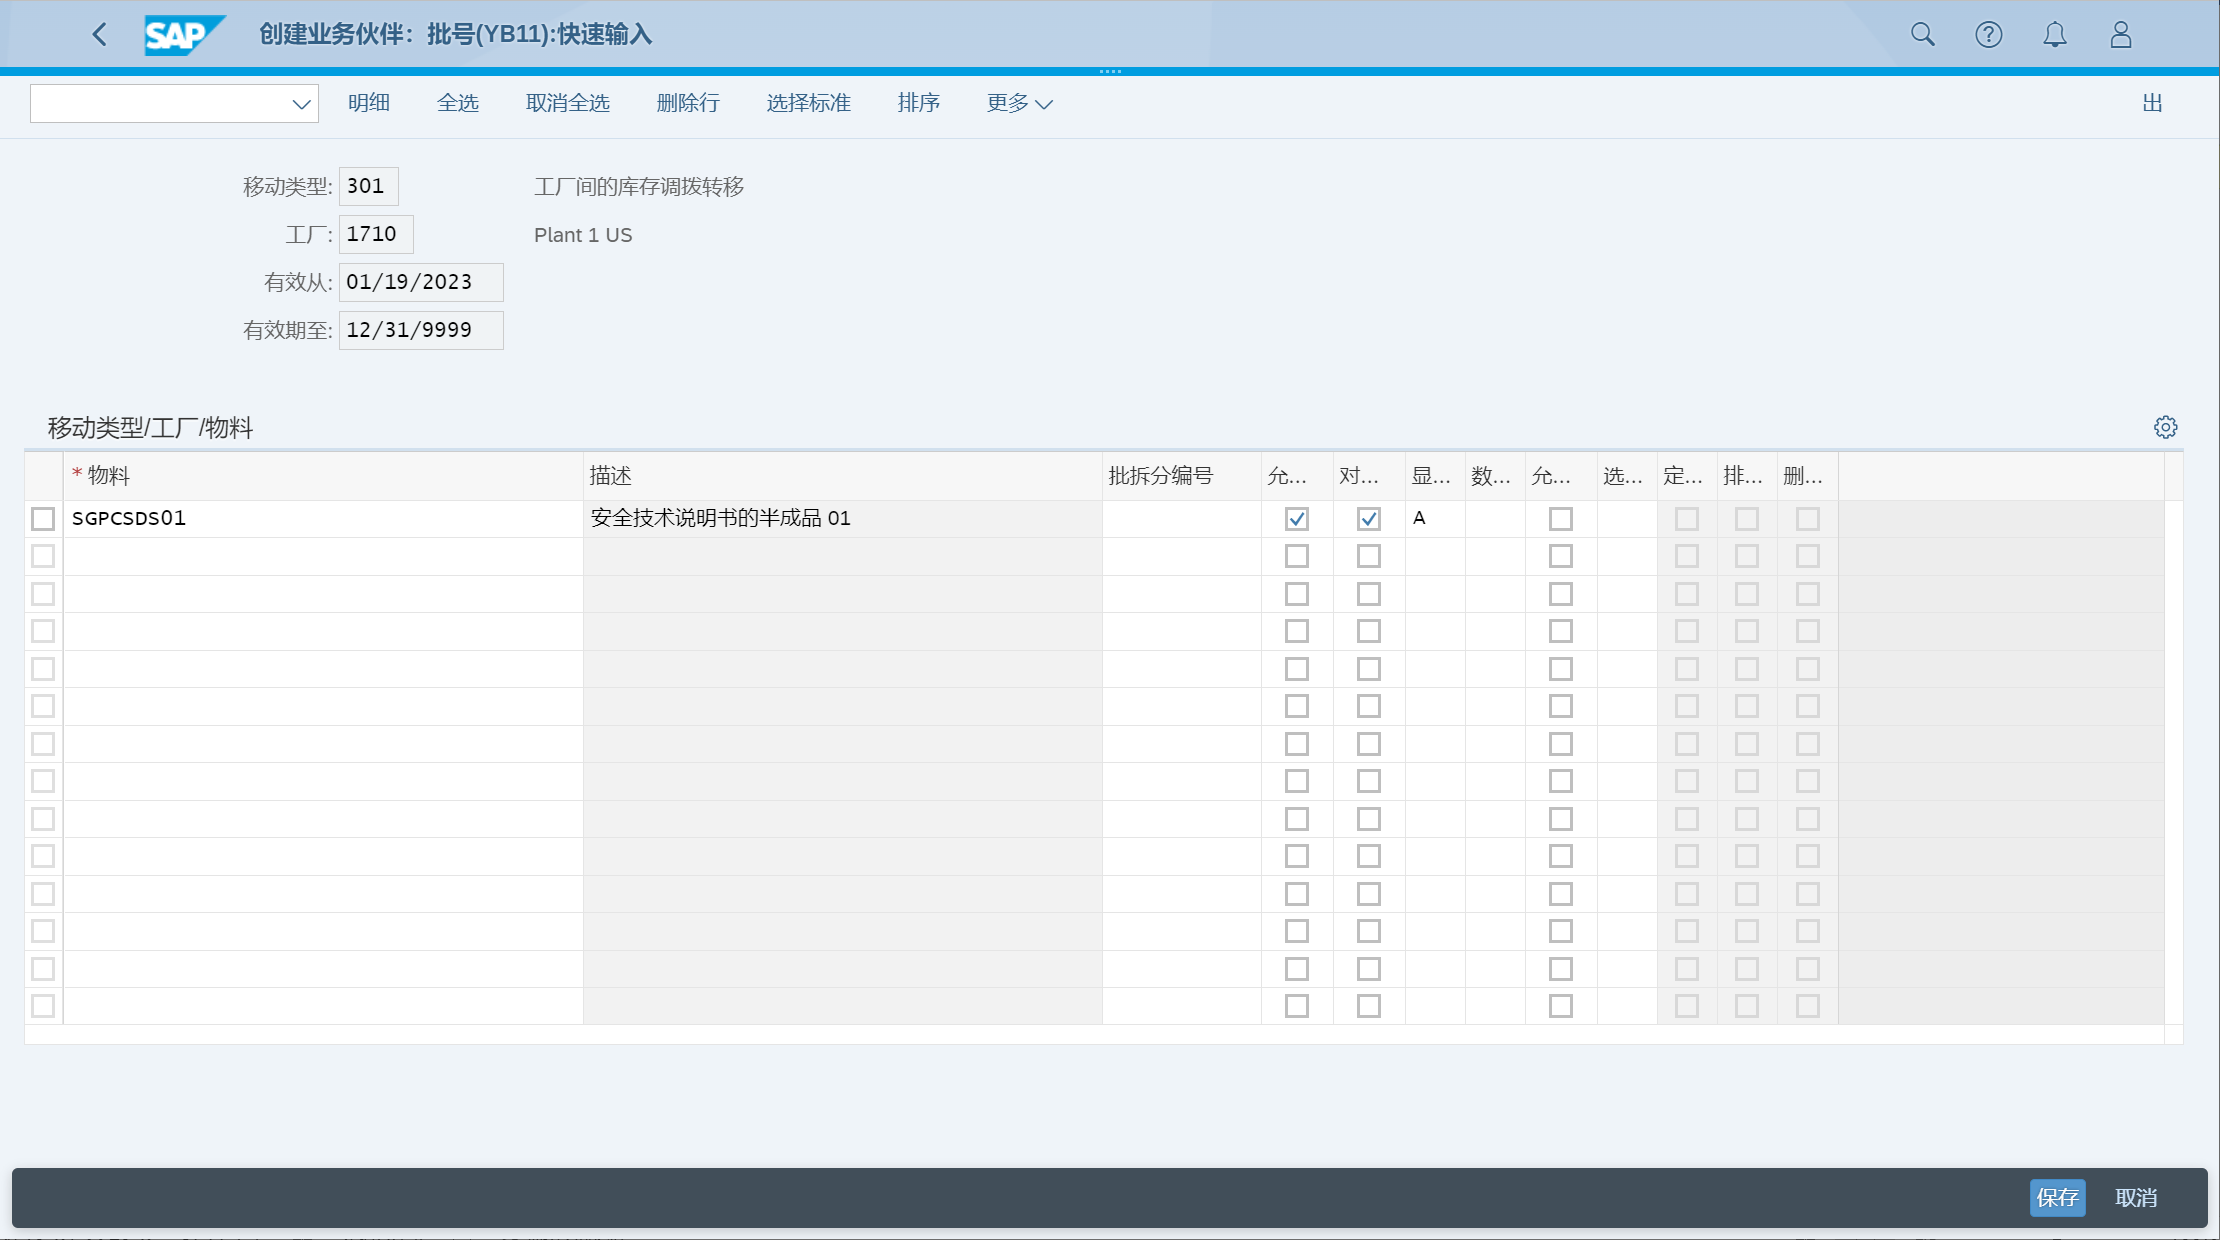 SAP 创建业务伙伴：批号(YB11):快速输入
明细 全选 取消全选 删除行 选择标准 排序 更多 出
移动类型: 301 工厂间的库存调拨转移
工厂: 1710 Plant 1 US
有效从: 01/19/2023
有效期至: 12/31/9999
移动类型/工厂/物料
* 物料 描述 批拆分编号 允... 对... 显... 数... 允... 选... 定... 排... 删...
SGPCSDS01 安全技术说明书的半成品 01 A
保存 取消